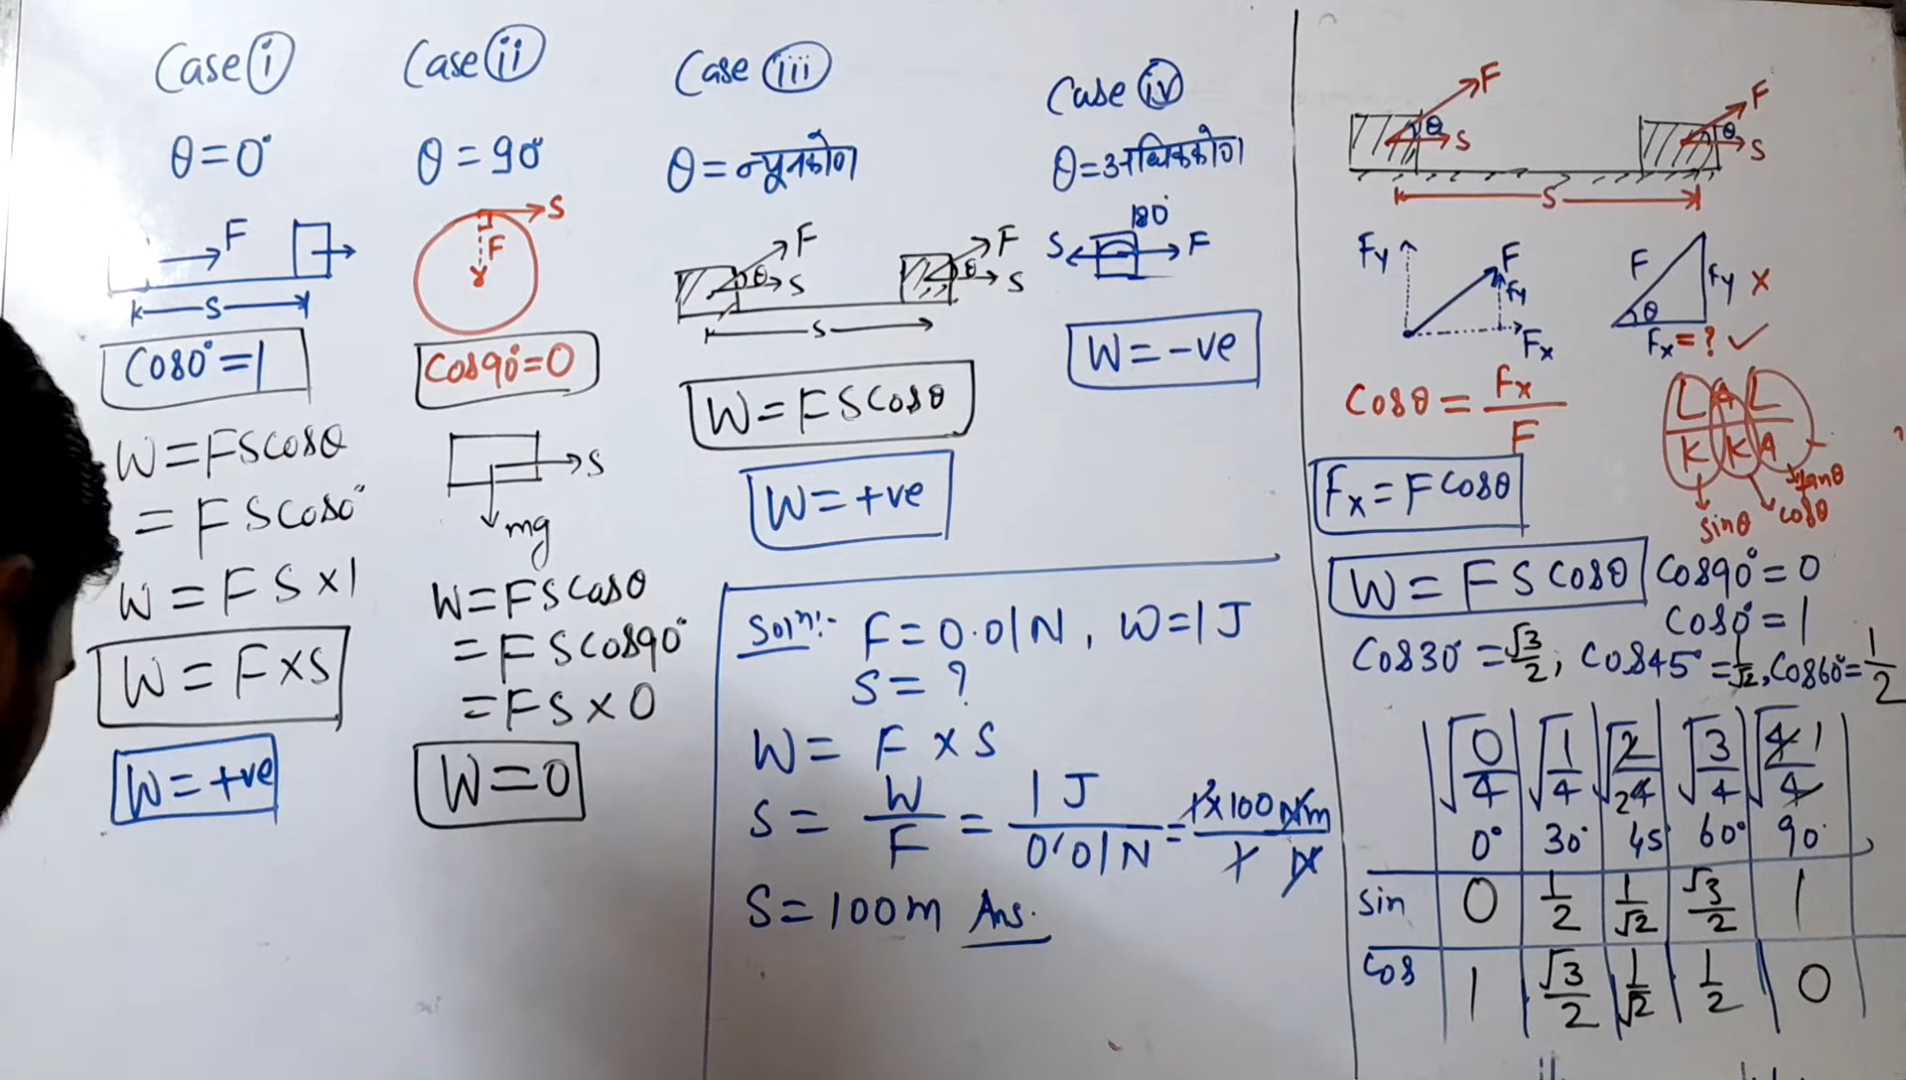 Case (i)
θ = 0°
F
S
Cos0° = 1
W = FScosθ
= FScos0°
W = FS×1
W = F×S
W = +ve
Case (ii)
θ = 90°
S
F
Cos90° = 0
S
mg
W = FScosθ
= FScos90°
= FS×0
W = 0
Case (iii)
θ = न्यूनकोण
F
θ
S
F
θ
S
S
W = FScosθ
W = +ve
Case (iv)
θ = अधिककोण
180°
S
F
W = -ve
Solⁿ:- F = 0.01N, W = 1J
S = ?
W = F × S
S = W/F = 1J/0.01N = 1×100Nm/1N
S = 100m Ans.
F
θ
S
F
θ
S
S
Fy
F
Fy
Fx
F
θ
Fy ×
Fx = ? ✓
Cosθ = Fx/F
L A L
K K A
sinθ
cosθ
tanθ
Fx = Fcosθ
W = FScosθ
Cos90° = 0
Cos0° = 1
Cos30° = √3/2; Cos45° = 1/√2, Cos60° = 1/2
√0/4 √1/4 √2/4 2 √3/4 √4/4 1
0° 30° 45° 60° 90°
sin 0 1/2 1/√2 √3/2 1
Cos 1 √3/2 1/√2 1/2 0